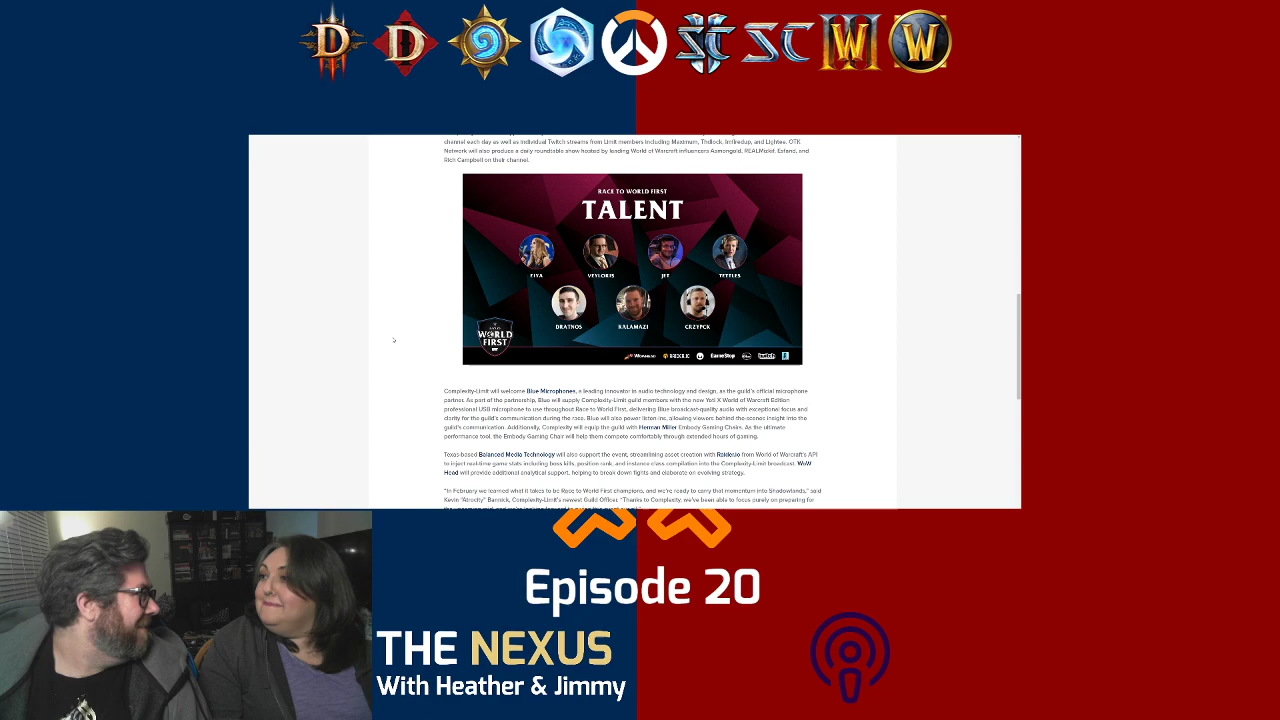 channel each day as well as individual Twitch streams from Limit members including Maximum, Thdlock, Imfiredup, and Lightee. OTK
Network will also produce a daily roundtable show hosted by leading World of Warcraft influencers Asmongold, REALMizkif, Esfand, and
Rich Campbell on their channel.
RACE TO WORLD FIRST
TALENT
EIYA
VEYLORIS
JET
TETTLES
DRATNOS
KALAMAZI
CRZYPCK
WORLD
FIRST
WOWHEAD
RAIDER.IO
GameStop
twitch
Complexity-Limit will welcome Blue Microphones, a leading innovator in audio technology and design, as the guild's official microphone
partner. As part of the partnership, Blue will supply Complexity-Limit guild members with the new Yeti X World of Warcraft Edition
professional USB microphone to use throughout Race to World First, delivering Blue broadcast-quality audio with exceptional focus and
clarity for the guild's communication during the race. Blue will also power listen-ins, allowing viewers behind-the-scenes insight into the
guild's communication. Additionally, Complexity will equip the guild with Herman Miller Embody Gaming Chairs. As the ultimate
performance tool, the Embody Gaming Chair will help them compete comfortably through extended hours of gaming.
Texas-based Balanced Media Technology will also support the event, streamlining asset creation with Raider.io from World of Warcraft's API
to inject real-time game stats including boss kills, position rank, and instance class compilation into the Complexity-Limit broadcast. WoW
Head will provide additional analytical support, helping to break down fights and elaborate on evolving strategy.
"In February we learned what it takes to be Race to World First champions, and we're ready to carry that momentum into Shadowlands," said
Kevin "Atrocity" Banrick, Complexity-Limit's newest Guild Officer. "Thanks to Complexity, we've been able to focus purely on preparing for
Episode 20
THE NEXUS
With Heather & Jimmy